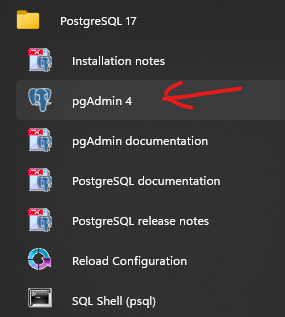 PostgreSQL 17
Installation notes
pgAdmin 4
pgAdmin documentation
PostgreSQL documentation
PostgreSQL release notes
Reload Configuration
SQL Shell (psql)